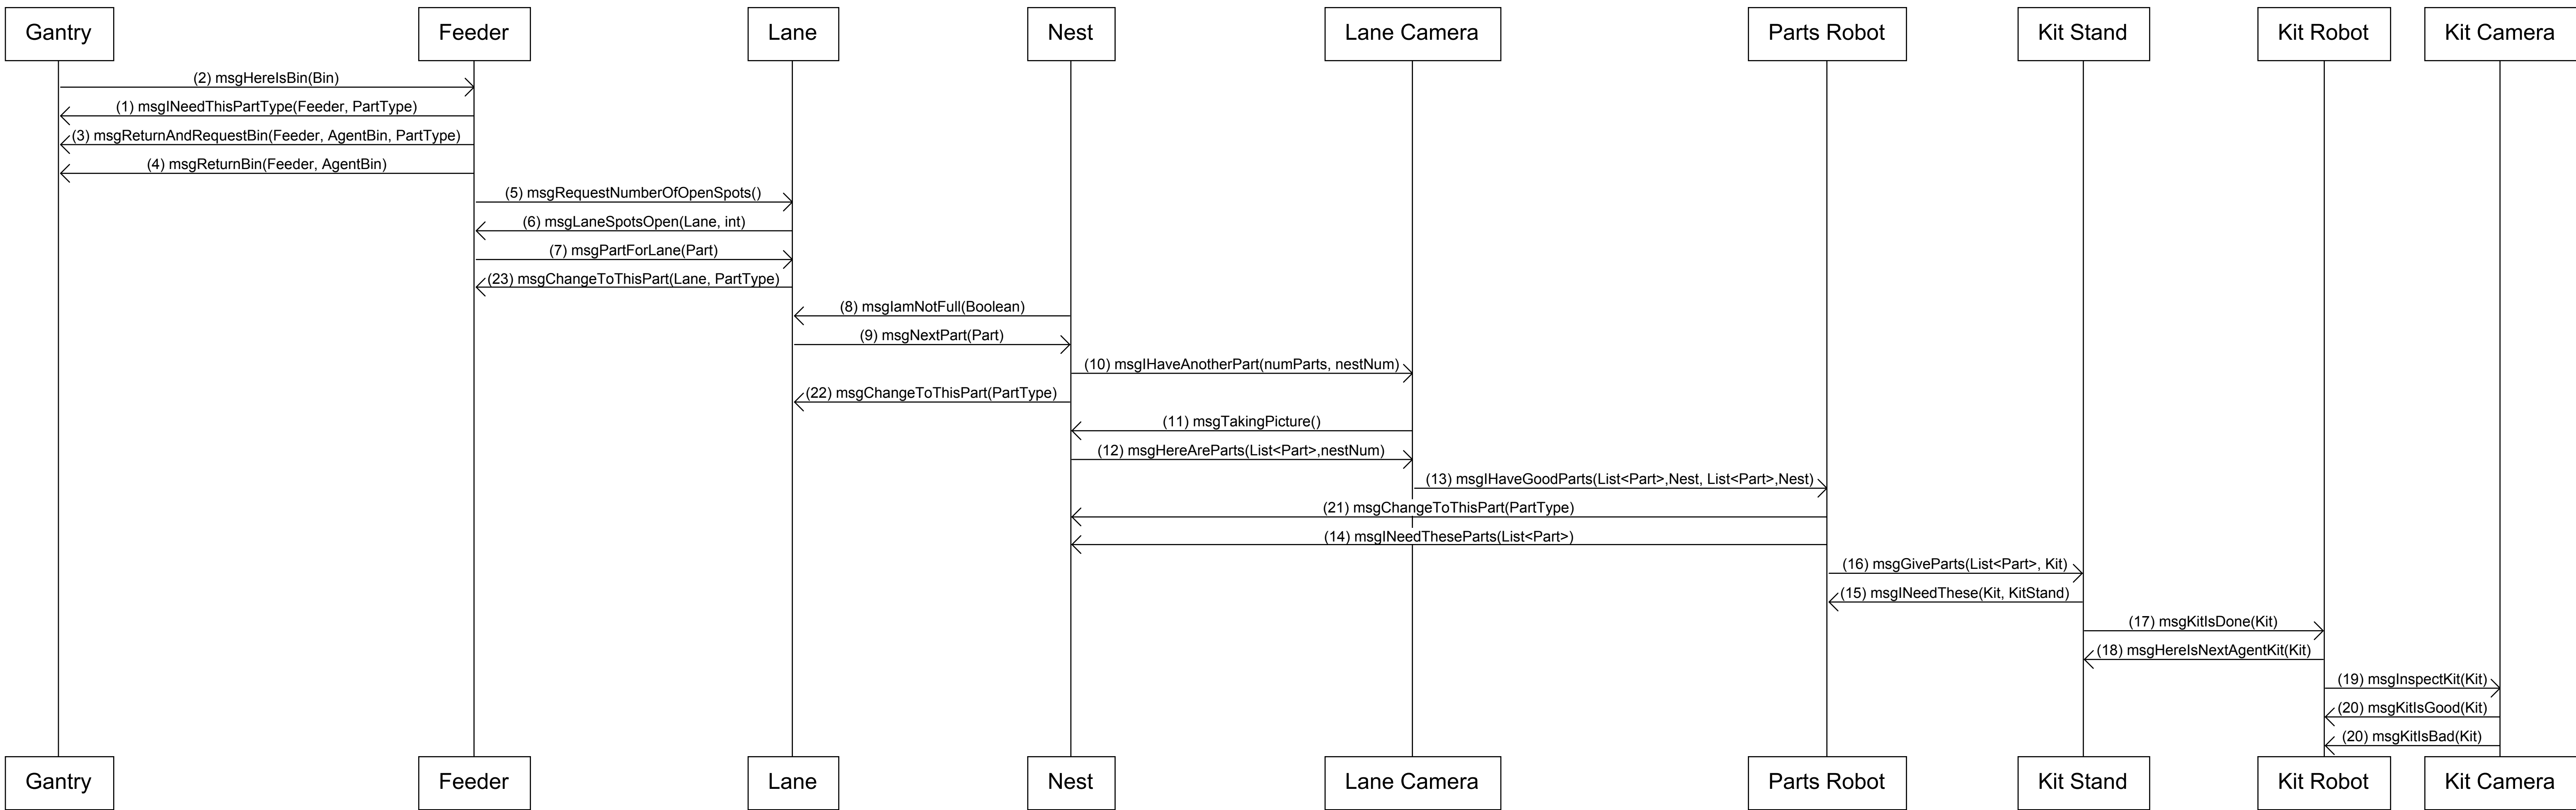 Gantry
Feeder
Lane
Nest
Lane Camera
Parts Robot
Kit Stand
Kit Robot
Kit Camera
(2) msgHereIsBin(Bin)
(1) msgINeedThisPartType(Feeder, PartType)
(3) msgReturnAndRequestBin(Feeder, AgentBin, PartType)
(4) msgReturnBin(Feeder, AgentBin)
(5) msgRequestNumberOfOpenSpots()
(6) msgLaneSpotsOpen(Lane, int)
(7) msgPartForLane(Part)
(23) msgChangeToThisPart(Lane, PartType)
(8) msgIamNotFull(Boolean)
(9) msgNextPart(Part)
(10) msgIHaveAnotherPart(numParts, nestNum)
(22) msgChangeToThisPart(PartType)
(11) msgTakingPicture()
(12) msgHereAreParts(List<Part>,nestNum)
(13) msgIHaveGoodParts(List<Part>,Nest, List<Part>,Nest)
(21) msgChangeToThisPart(PartType)
(14) msgINeedTheseParts(List<Part>)
(16) msgGiveParts(List<Part>, Kit)
(15) msgINeedThese(Kit, KitStand)
(17) msgKitIsDone(Kit)
(18) msgHereIsNextAgentKit(Kit)
(19) msgInspectKit(Kit)
(20) msgKitIsGood(Kit)
(20) msgKitIsBad(Kit)
Gantry
Feeder
Lane
Nest
Lane Camera
Parts Robot
Kit Stand
Kit Robot
Kit Camera